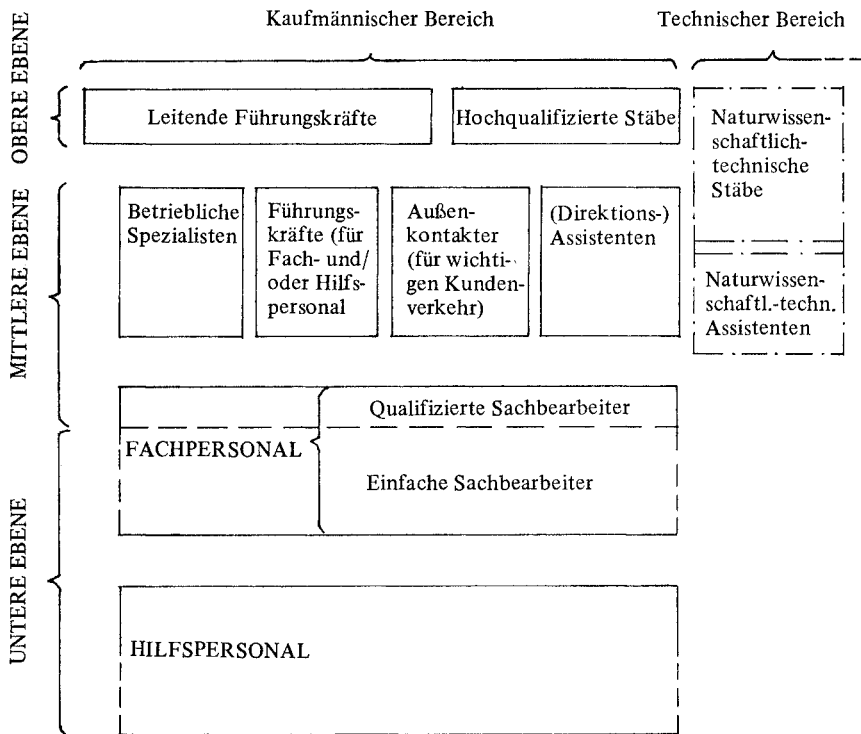 Kaufmännischer Bereich
Technischer Bereich
OBERE EBENE
Leitende Führungskräfte
Hochqualifizierte Stäbe
Naturwissen-
schaftlich-
technische
Stäbe
MITTLERE EBENE
Betriebliche
Spezialisten
Führungs-
kräfte (für
Fach- und/
oder Hilfs-
personal
Außen-
kontakter
(für wichti-
gen Kunden-
verkehr)
(Direktions-)
Assistenten
Naturwissen-
schaftl.-techn.
Assistenten
Qualifizierte Sachbearbeiter
FACHPERSONAL
Einfache Sachbearbeiter
UNTERE EBENE
HILFSPERSONAL